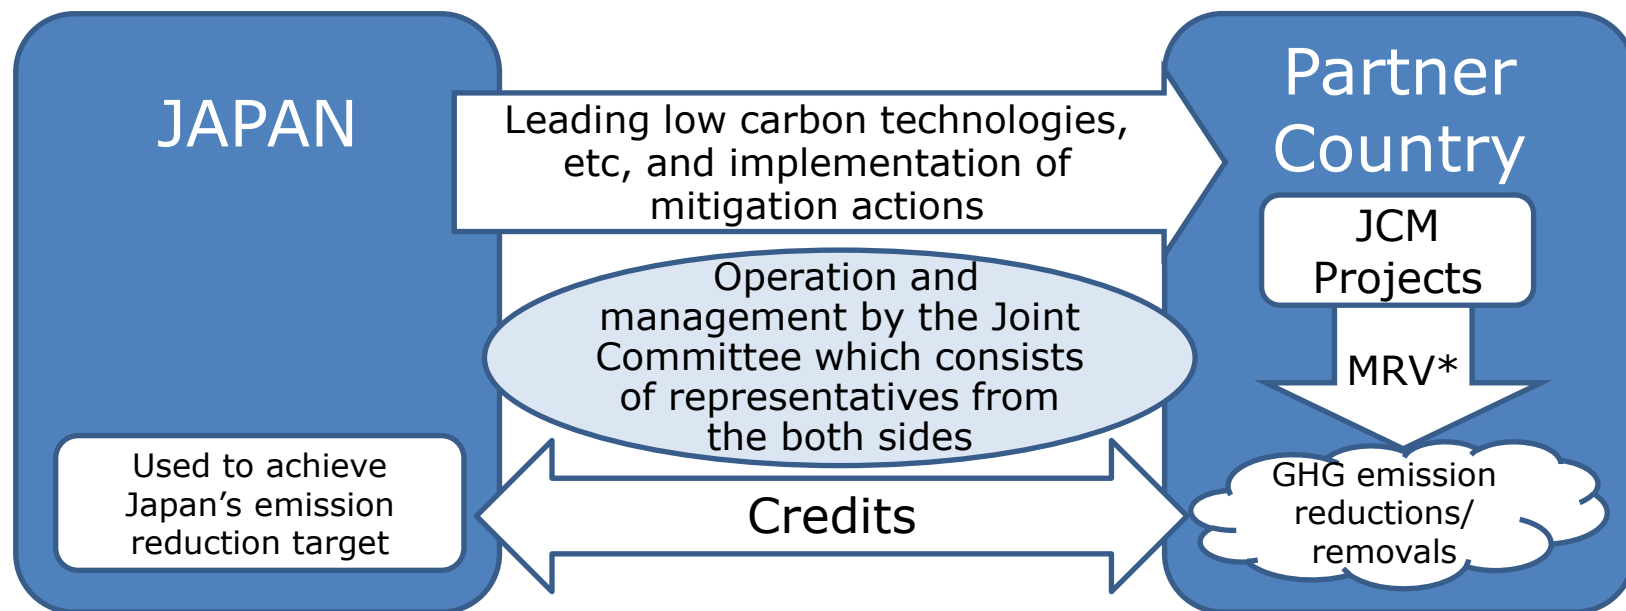 JAPAN
Leading low carbon technologies,
etc, and implementation of
mitigation actions
Partner
Country
JCM
Projects
Operation and
management by the Joint
Committee which consists
of representatives from
the both sides
MRV*
Used to achieve
Japan’s emission
reduction target
Credits
GHG emission
reductions/
removals